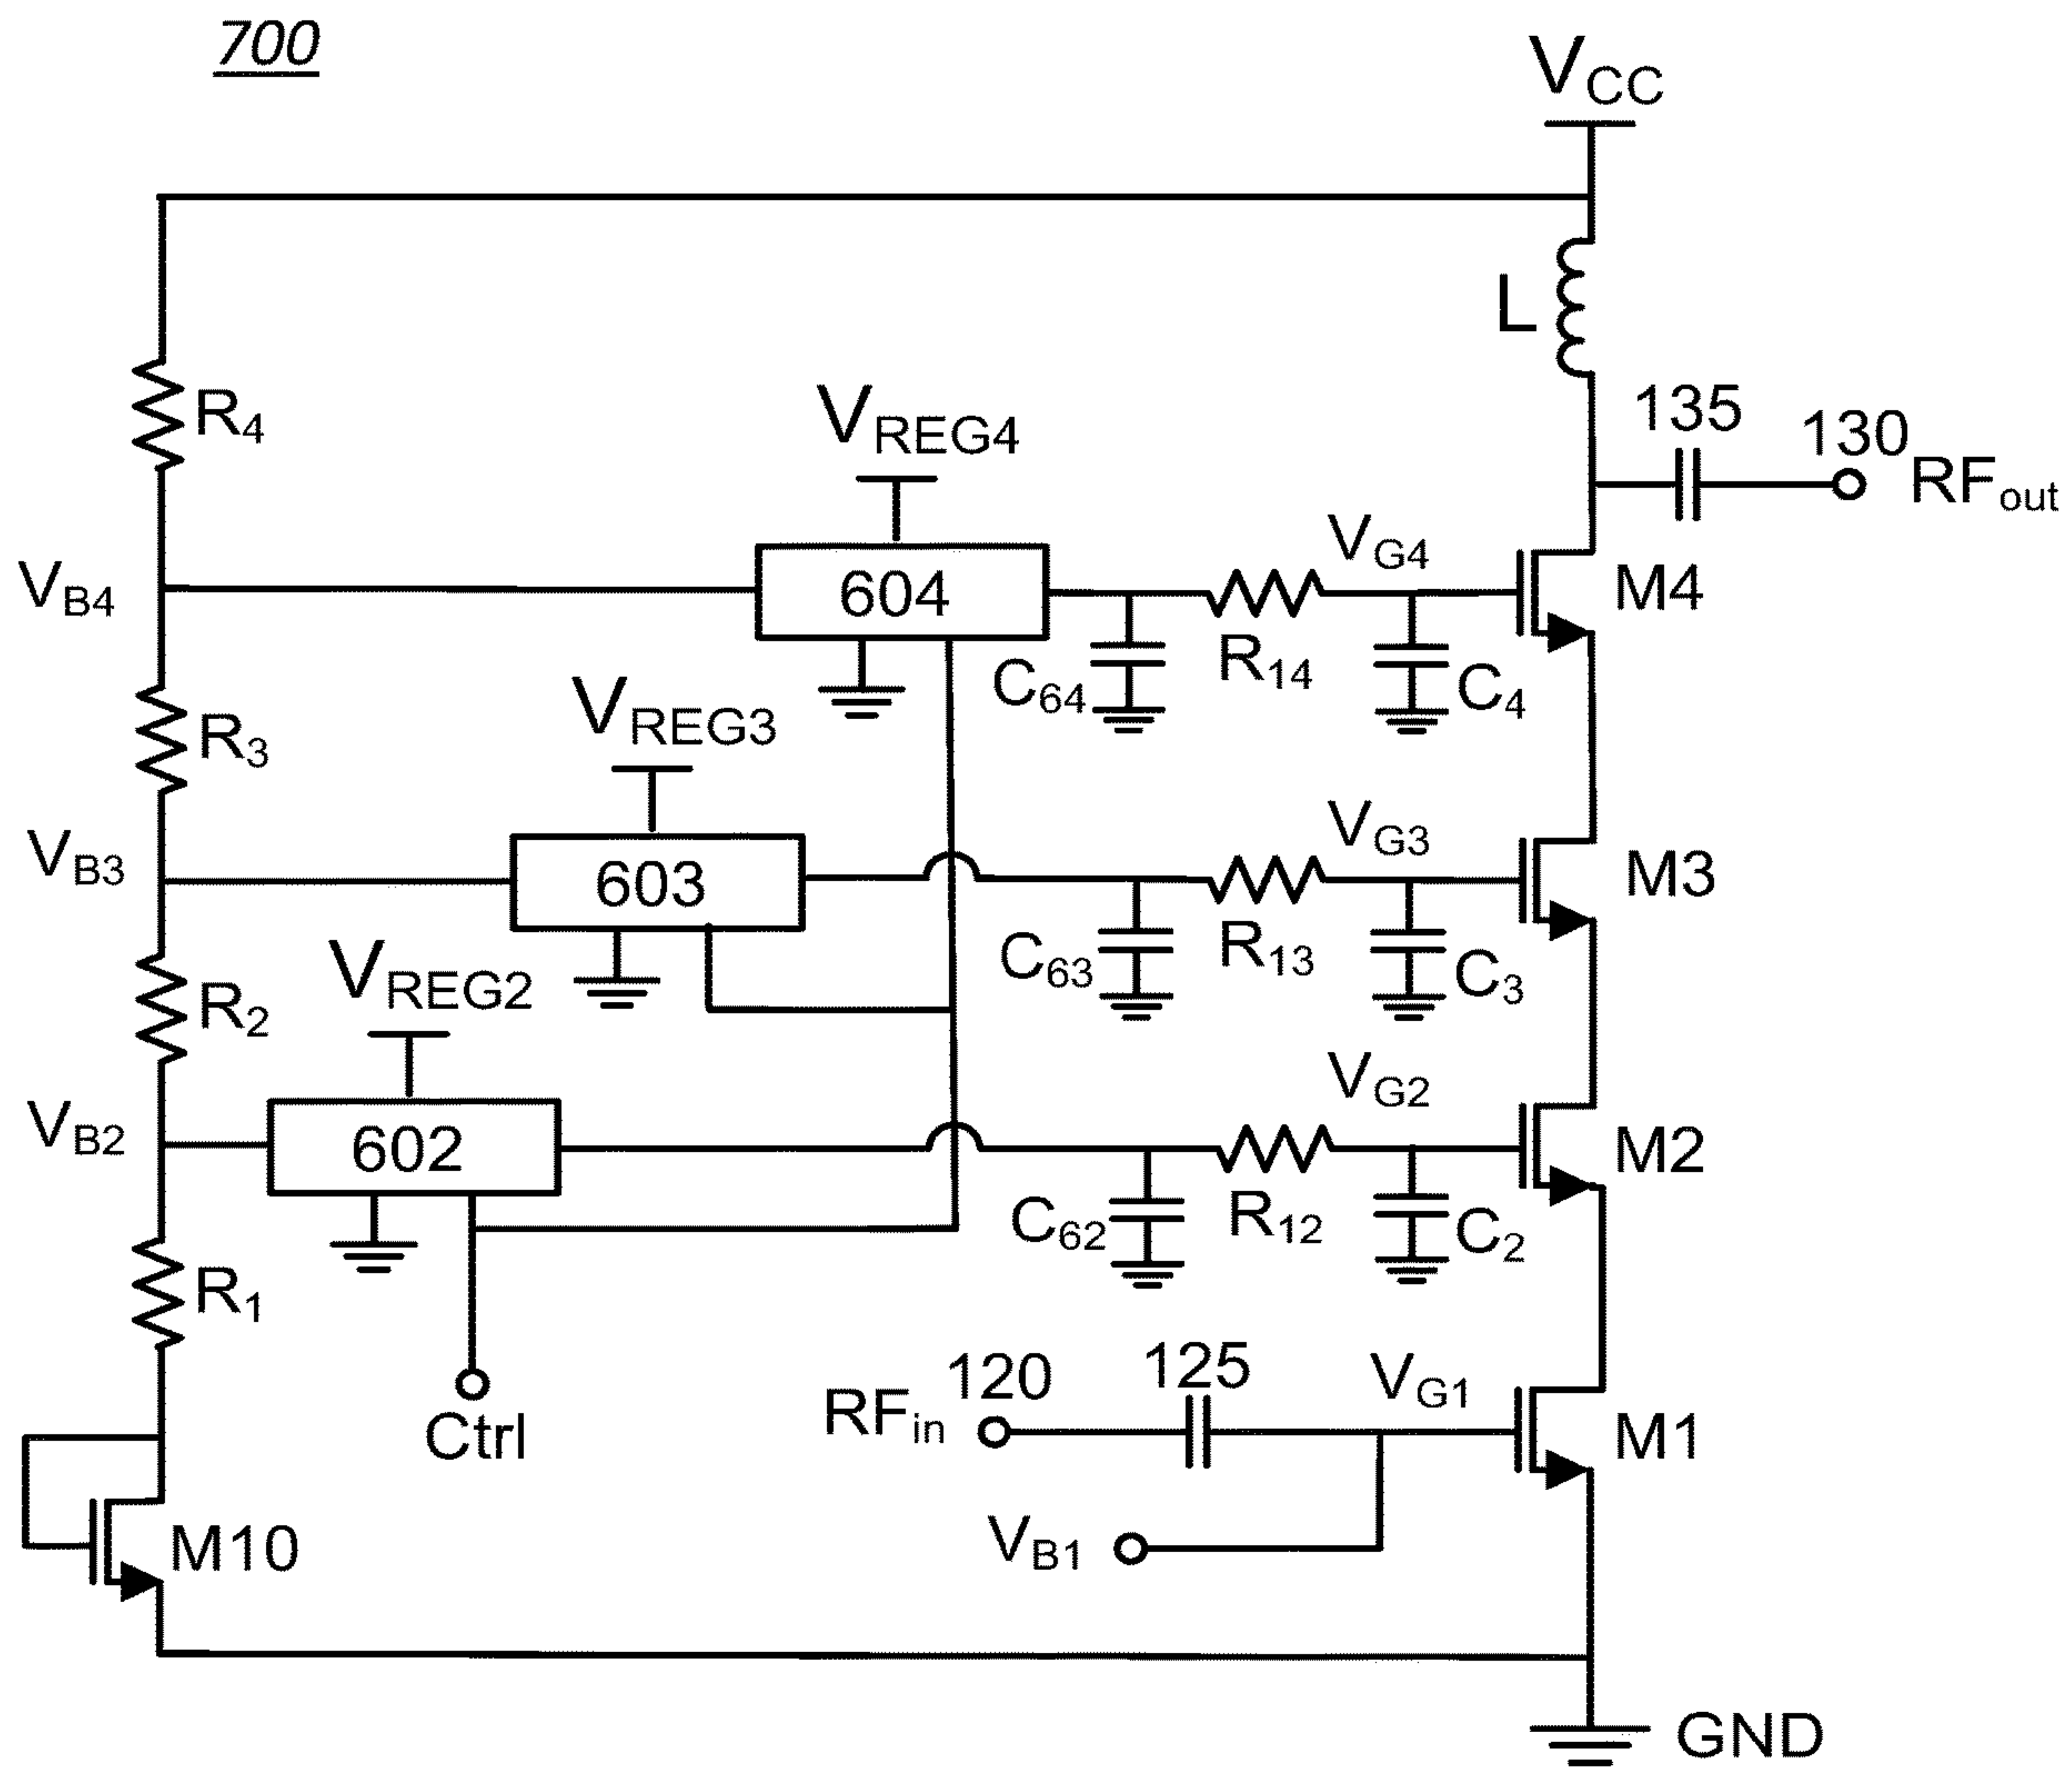 700
VCC
L
R4
VREG4
135
130
RFout
VB4
604
VG4
M4
C64
R14
C4
R3
VREG3
VB3
603
VG3
M3
C63
R13
C3
R2
VREG2
VB2
602
VG2
M2
C62
R12
C2
R1
Ctrl
RFin
120
125
VG1
M1
VB1
M10
GND